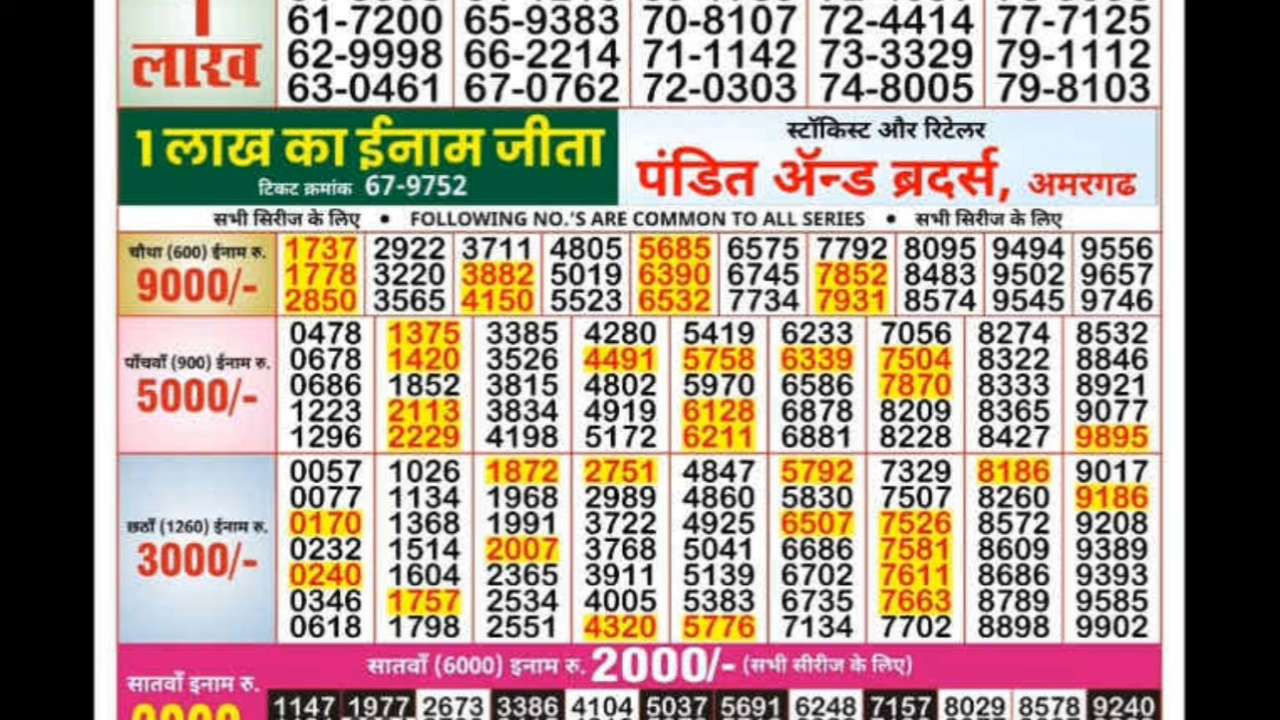 1
लाख
61-7200 65-9383 70-8107 72-4414 77-7125
62-9998 66-2214 71-1142 73-3329 79-1112
63-0461 67-0762 72-0303 74-8005 79-8103
1 लाख का ईनाम जीता
टिकट क्रमांक 67-9752
स्टॉकिस्ट और रिटेलर
पंडित ॲन्ड ब्रदर्स, अमरगढ
सभी सिरीज के लिए • FOLLOWING NO.'S ARE COMMON TO ALL SERIES • सभी सिरीज के लिए
चौथा (600) ईनाम रु.
9000/-
1737 2922 3711 4805 5685 6575 7792 8095 9494 9556
1778 3220 3882 5019 6390 6745 7852 8483 9502 9657
2850 3565 4150 5523 6532 7734 7931 8574 9545 9746
पाँचवाँ (900) ईनाम रु.
5000/-
0478 1375 3385 4280 5419 6233 7056 8274 8532
0678 1420 3526 4491 5758 6339 7504 8322 8846
0686 1852 3815 4802 5970 6586 7870 8333 8921
1223 2113 3834 4919 6128 6878 8209 8365 9077
1296 2229 4198 5172 6211 6881 8228 8427 9895
छठाँ (1260) ईनाम रु.
3000/-
0057 1026 1872 2751 4847 5792 7329 8186 9017
0077 1134 1968 2989 4860 5830 7507 8260 9186
0170 1368 1991 3722 4925 6507 7526 8572 9208
0232 1514 2007 3768 5041 6686 7581 8609 9389
0240 1604 2365 3911 5139 6702 7611 8686 9393
0346 1757 2534 4005 5383 6735 7663 8789 9585
0618 1798 2551 4320 5776 7134 7702 8898 9902
सातवाँ (6000) इनाम रु. 2000/- (सभी सीरीज के लिए)
सातवाँ इनाम रु.
1147 1977 2673 3386 4104 5037 5691 6248 7157 8029 8578 9240